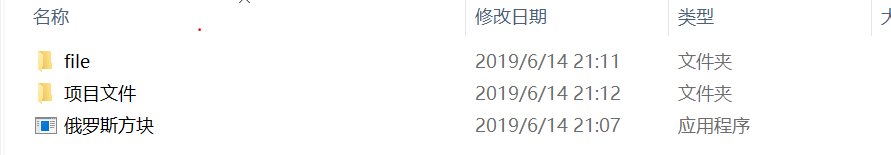 名称 修改日期 类型
file 2019/6/14 21:11 文件夹
项目文件 2019/6/14 21:12 文件夹
俄罗斯方块 2019/6/14 21:07 应用程序